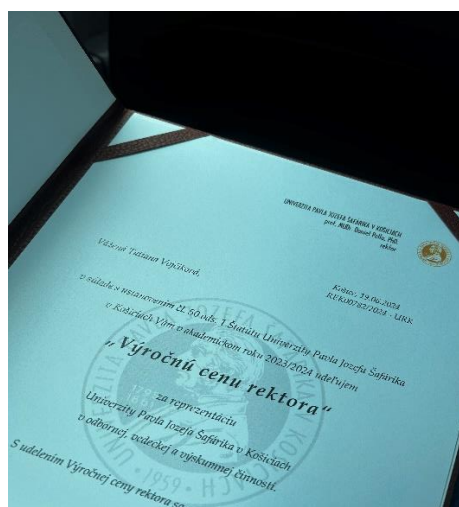 UNIVERZITA PAVLA JOZEFA ŠAFÁRIKA V KOŠICIACH
prof. MUDr. Daniel Pella, PhD.
rektor
Vážená Tatiana Vojčíková,
Košice, 19.06.2024
REK00782/2024 - URK
v súlade s ustanovením čl. 50 ods. 1 Štatútu Univerzity Pavla Jozefa Šafárika
v Košiciach Vám v akademickom roku 2023/2024 udeľujem
„Výročnú cenu rektora“
za reprezentáciu
Univerzity Pavla Jozefa Šafárika v Košiciach
v odbornej, vedeckej a výskumnej činnosti.
S udelením Výročnej ceny rektora